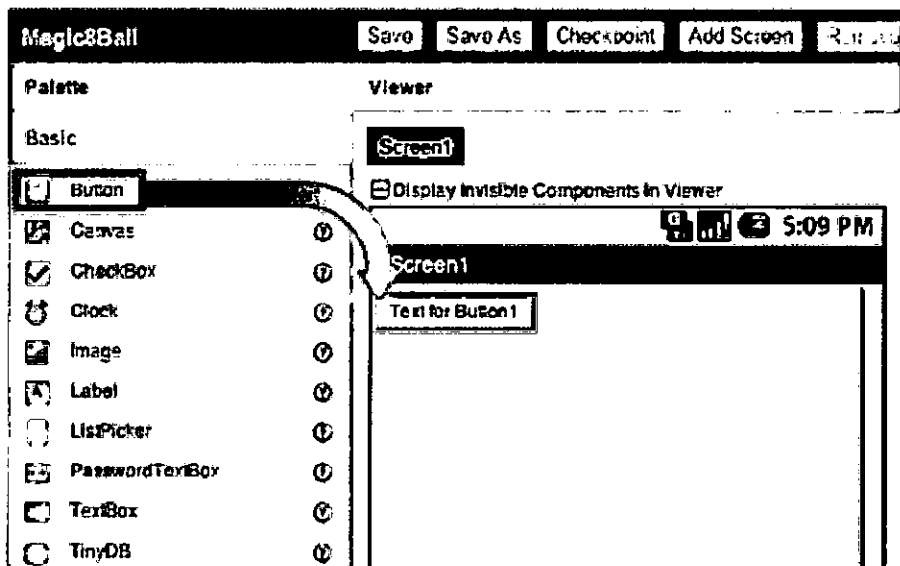 Magic8Ball Save Save As Checkpoint Add Screen
Palette
Viewer
Basic
Screen1
Display Invisible Components in Viewer
5:09 PM
Screen1
Text for Button1
Button
Canvas
CheckBox
Clock
Image
Label
ListPicker
PasswordTextBox
TextBox
TinyDB